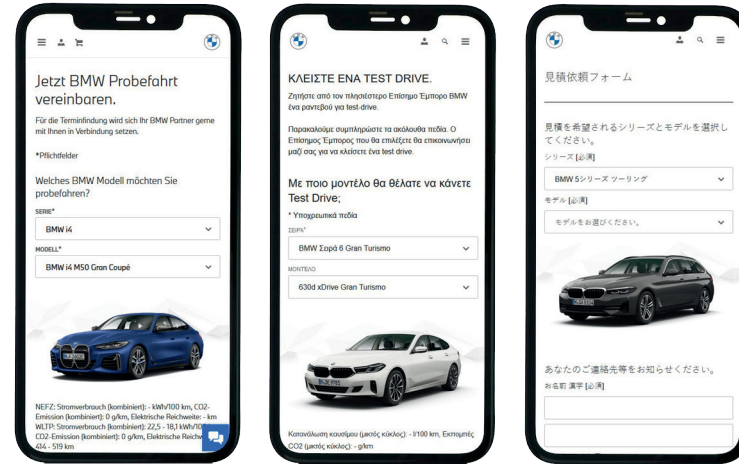 Jetzt BMW Probefahrt
vereinbaren.
Für die Terminfindung wird sich Ihr BMW Partner gerne
mit Ihnen in Verbindung setzen.
*Pflichtfelder
Welches BMW Modell möchten Sie
probefahren?
SERIE*
BMW i4
MODELL*
BMW i4 M50 Gran Coupé
NEFZ: Stromverbrauch (kombiniert): - kWh/100 km, CO2-
Emission (kombiniert): 0 g/km, Elektrische Reichweite: - km
WLTP: Stromverbrauch (kombiniert): 22,5 - 18,1 kWh/10
CO2-Emission (kombiniert): 0 g/km, Elektrische Reichw
414 - 519 km
ΚΛΕΙΣΤΕ ΕΝΑ TEST DRIVE.
Ζητήστε από τον πλησιέστερο Επίσημο Έμπορο BMW
ένα ραντεβού για test-drive.
Παρακαλούμε συμπληρώστε τα ακόλουθα πεδία. Ο
Επίσημος Έμπορος που θα επιλέξετε θα επικοινωνήσει
μαζί σας για να κλείσετε ένα test drive.
Με ποιο μοντέλο θα θέλατε να κάνετε
Test Drive;
* Υποχρεωτικά πεδία
ΣΕΙΡΑ*
BMW Σειρά 6 Gran Turismo
ΜΟΝΤΕΛΟ
630d xDrive Gran Turismo
Κατανάλωση καυσίμου (μικτός κύκλος): - l/100 km, Εκπομπές
CO2 (μικτός κύκλος): - g/km
見積依頼フォーム
見積を希望されるシリーズとモデルを選択し
てください。
シリーズ [必須]
BMW 5シリーズ ツーリング
モデル [必須]
モデルをお選びください。
あなたのご連絡先等をお知らせください。
お名前 漢字 [必須]